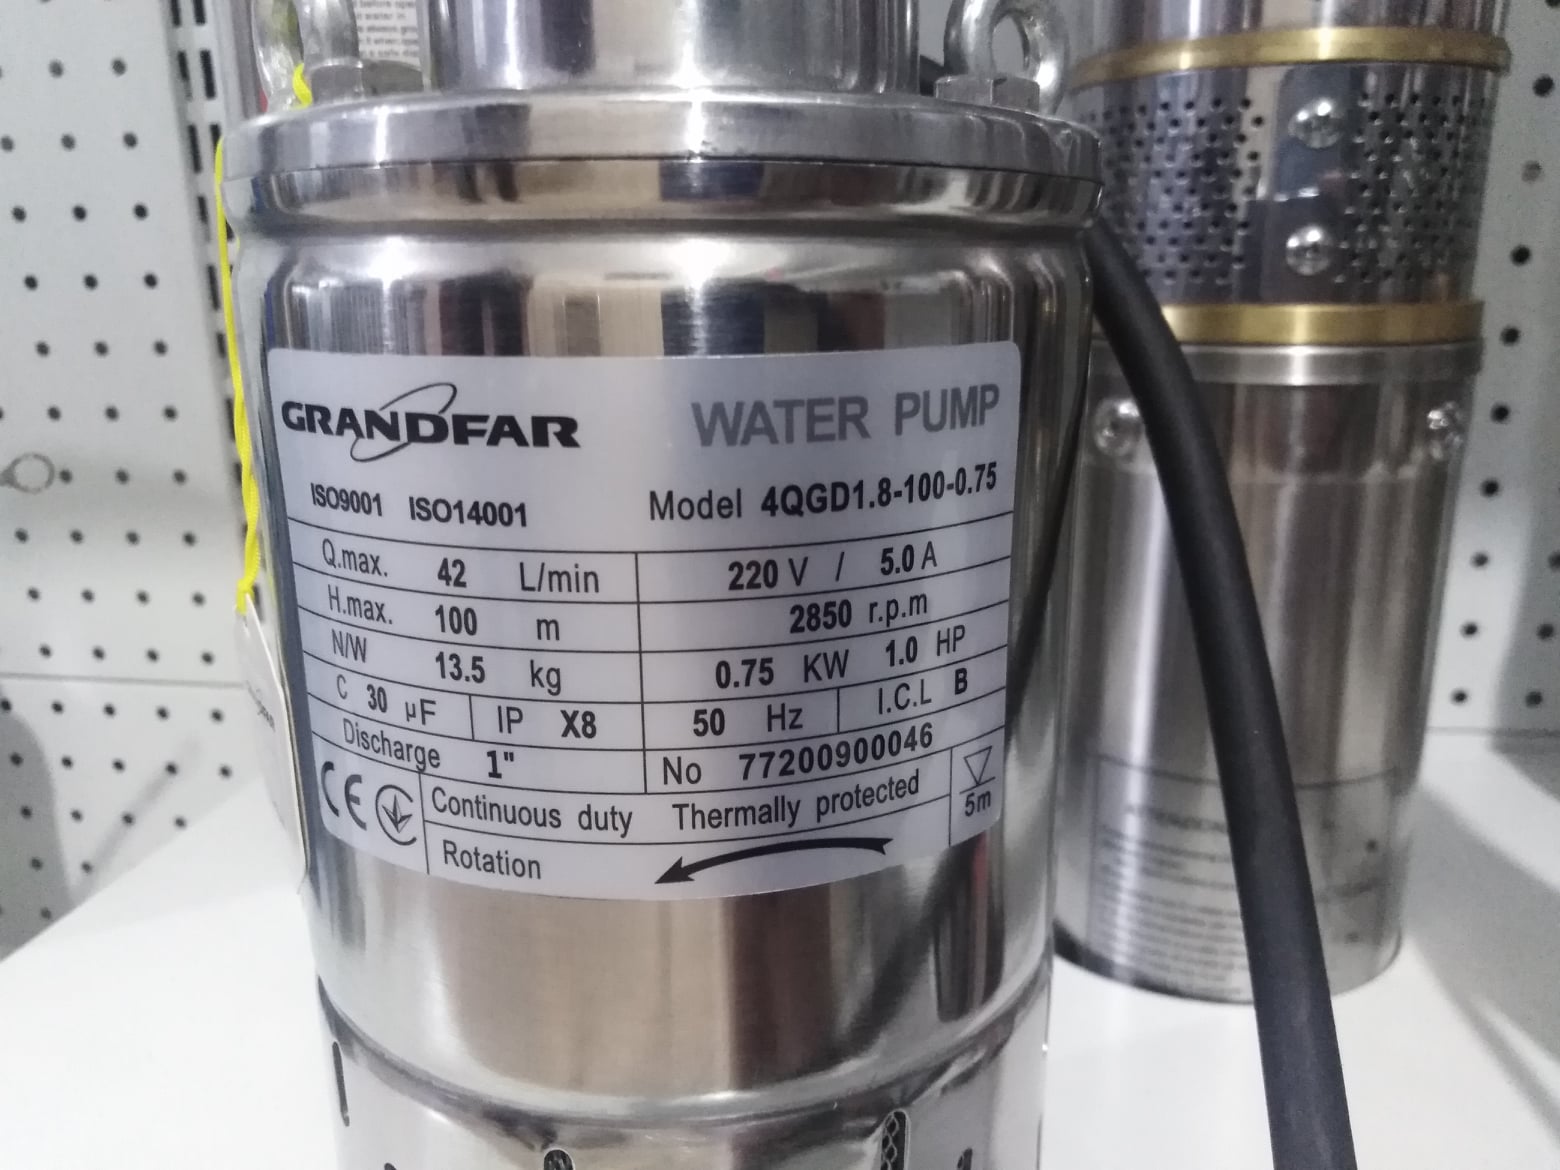 GRANDFAR WATER PUMP
ISO9001 ISO14001 Model 4QGD1.8-100-0.75
Q.max. 42 L/min 220 V / 5.0 A
H.max. 100 m 2850 r.p.m
N/W 13.5 kg 0.75 KW 1.0 HP
C 30 µF IP X8 50 Hz I.C.L B
Discharge 1" No 77200900046
CE Continuous duty Thermally protected 5m
Rotation